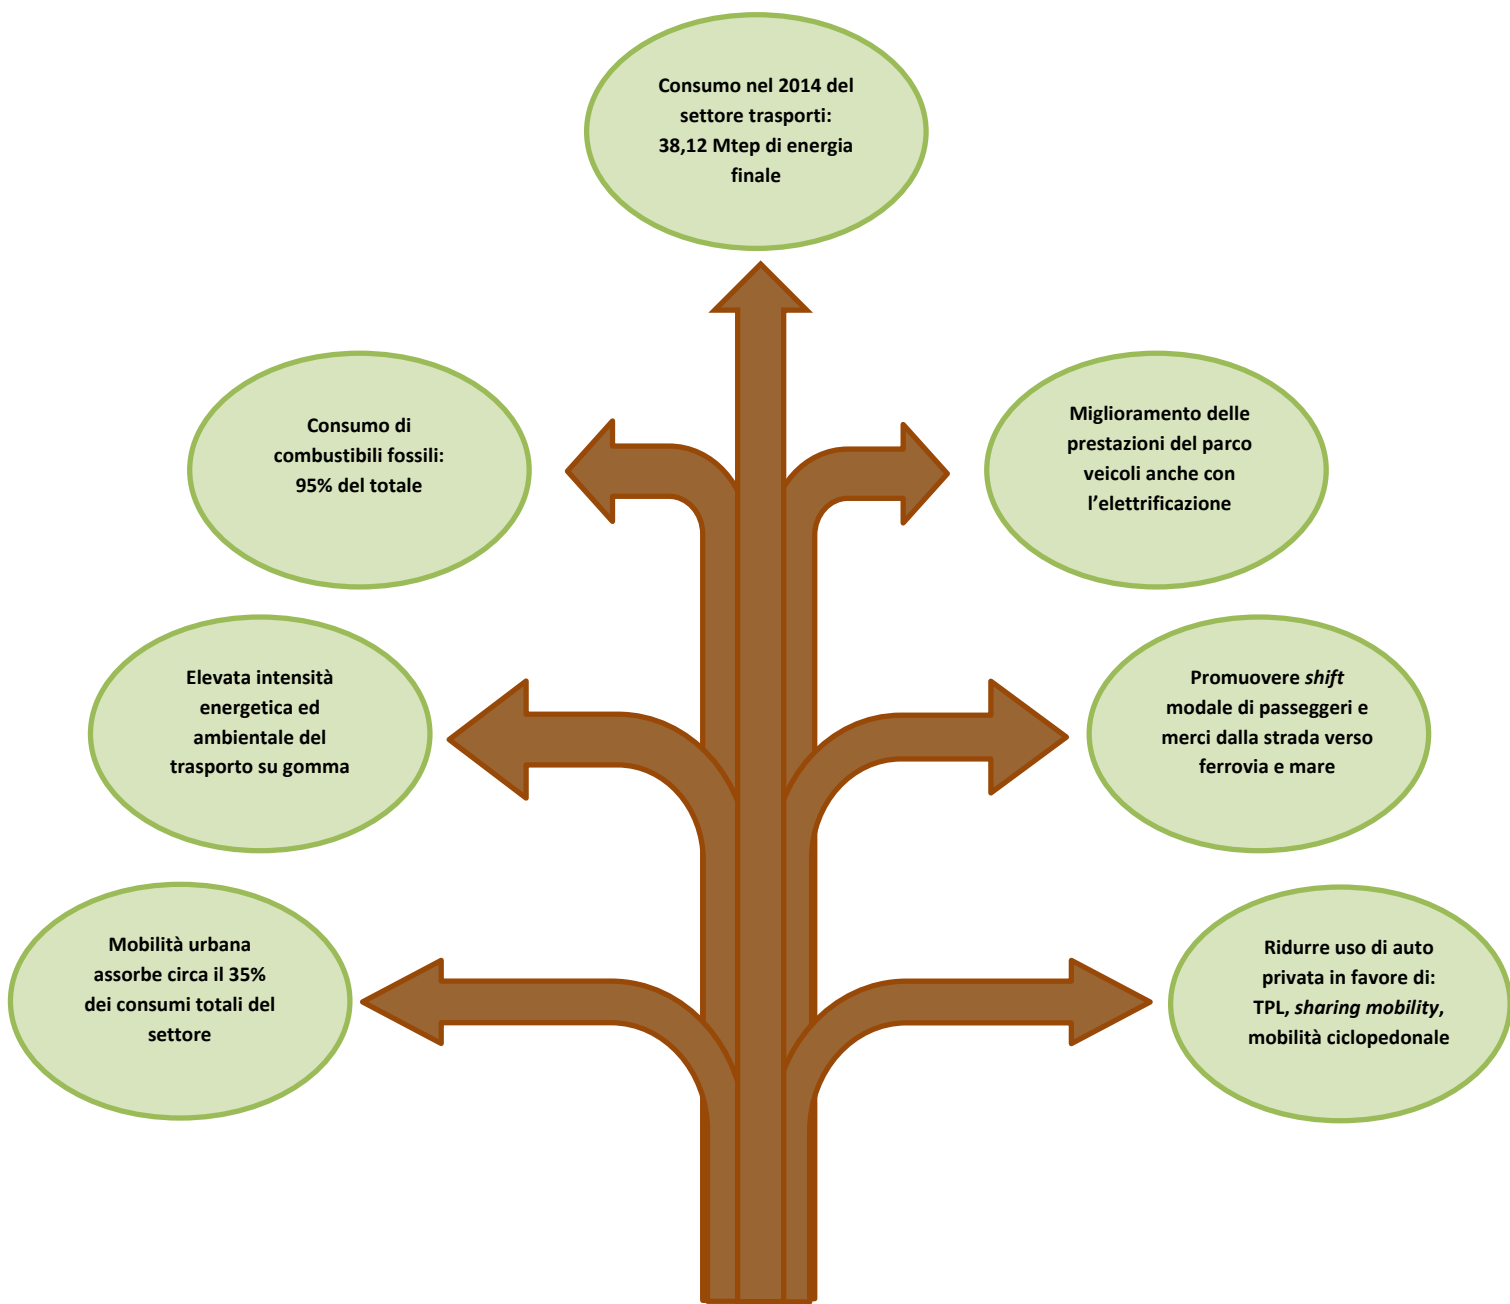 Consumo nel 2014 del
settore trasporti:
38,12 Mtep di energia
finale
Consumo di
combustibili fossili:
95% del totale
Miglioramento delle
prestazioni del parco
veicoli anche con
l’elettrificazione
Elevata intensità
energetica ed
ambientale del
trasporto su gomma
Promuovere shift
modale di passeggeri e
merci dalla strada verso
ferrovia e mare
Mobilità urbana
assorbe circa il 35%
dei consumi totali del
settore
Ridurre uso di auto
privata in favore di:
TPL, sharing mobility,
mobilità ciclopedonale